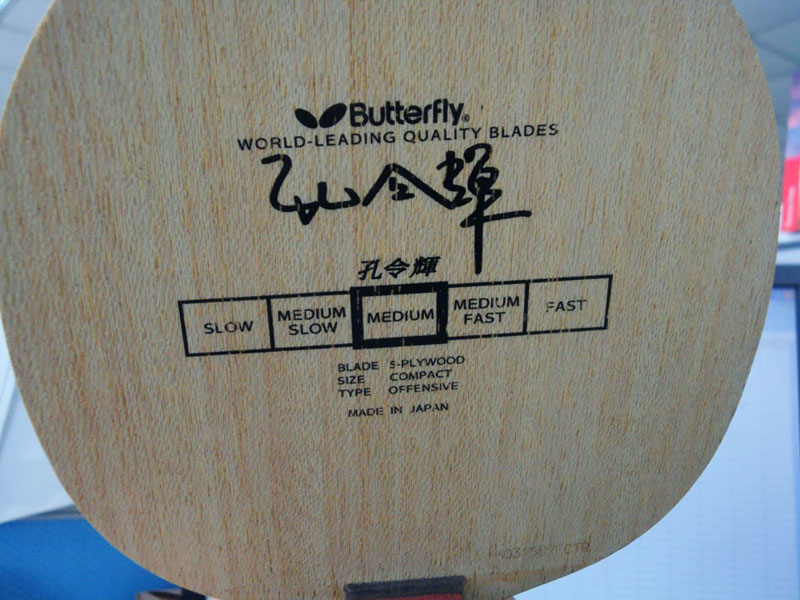 Butterfly®
WORLD-LEADING QUALITY BLADES
孔令輝
孔令輝
SLOW
MEDIUM SLOW
MEDIUM
MEDIUM FAST
FAST
BLADE 5-PLYWOOD
SIZE COMPACT
TYPE OFFENSIVE
MADE IN JAPAN